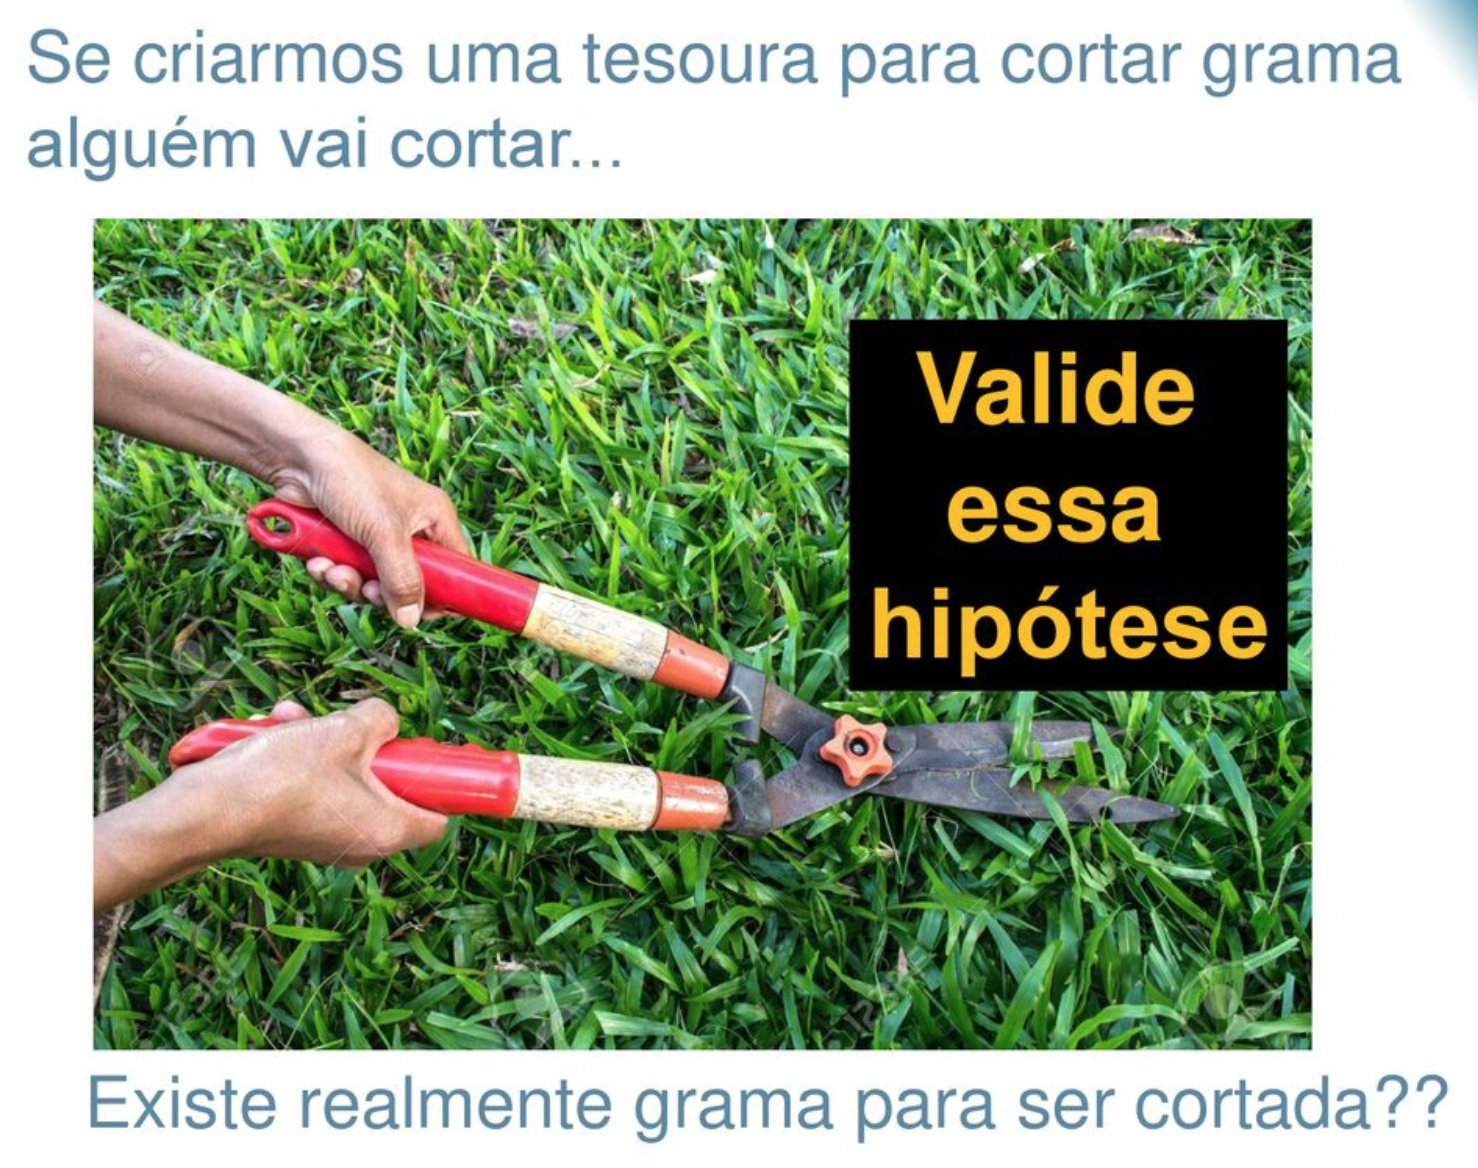 Se criarmos uma tesoura para cortar grama
alguém vai cortar...
Valide
essa
hipótese
Existe realmente grama para ser cortada??